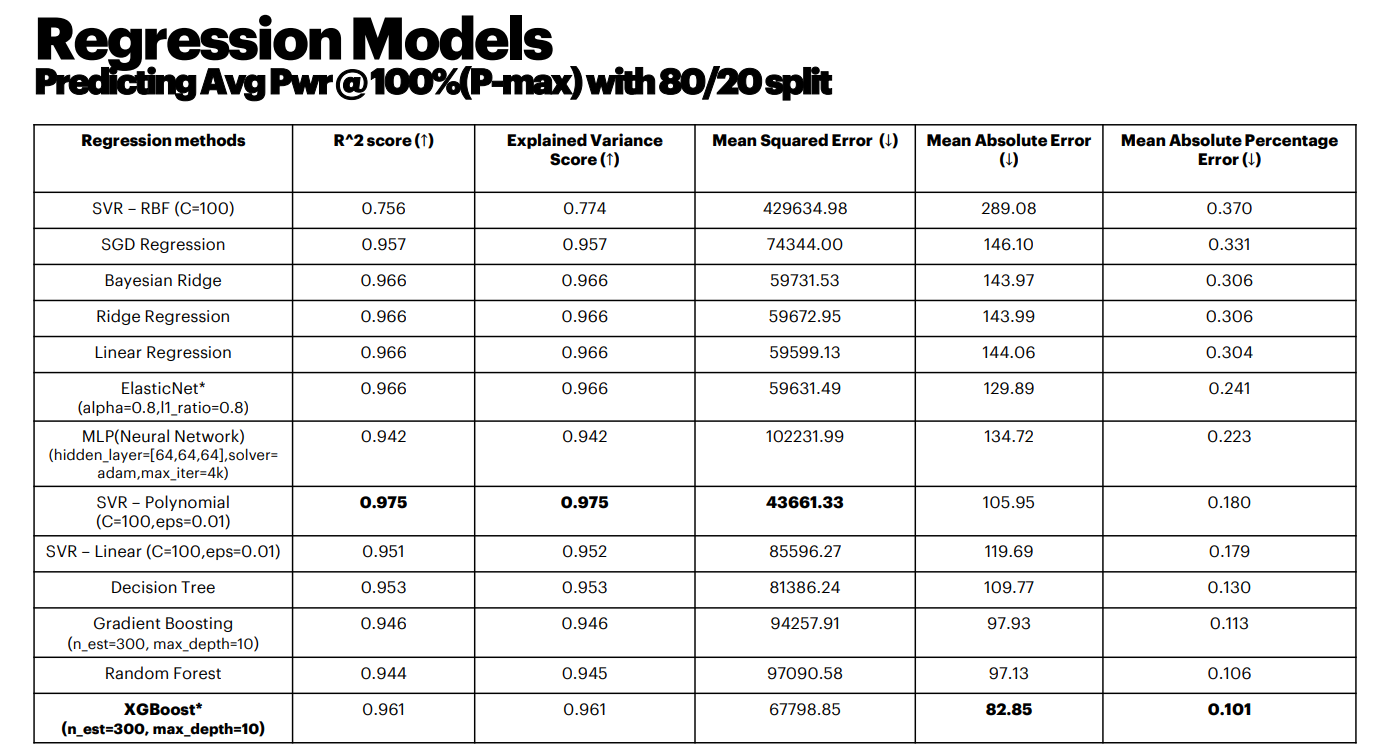 Regression Models
Predicting Avg Pwr @ 100%(P-max) with 80/20 split
Regression methods R^2 score (↑) Explained Variance Score (↑) Mean Squared Error (↓) Mean Absolute Error (↓) Mean Absolute Percentage Error (↓)
SVR – RBF (C=100) 0.756 0.774 429634.98 289.08 0.370
SGD Regression 0.957 0.957 74344.00 146.10 0.331
Bayesian Ridge 0.966 0.966 59731.53 143.97 0.306
Ridge Regression 0.966 0.966 59672.95 143.99 0.306
Linear Regression 0.966 0.966 59599.13 144.06 0.304
ElasticNet* 0.966 0.966 59631.49 129.89 0.241
(alpha=0.8,l1_ratio=0.8)
MLP(Neural Network) 0.942 0.942 102231.99 134.72 0.223
(hidden_layer=[64,64,64],solver=
adam,max_iter=4k)
SVR – Polynomial 0.975 0.975 43661.33 105.95 0.180
(C=100,eps=0.01)
SVR – Linear (C=100,eps=0.01) 0.951 0.952 85596.27 119.69 0.179
Decision Tree 0.953 0.953 81386.24 109.77 0.130
Gradient Boosting 0.946 0.946 94257.91 97.93 0.113
(n_est=300, max_depth=10)
Random Forest 0.944 0.945 97090.58 97.13 0.106
XGBoost* 0.961 0.961 67798.85 82.85 0.101
(n_est=300, max_depth=10)